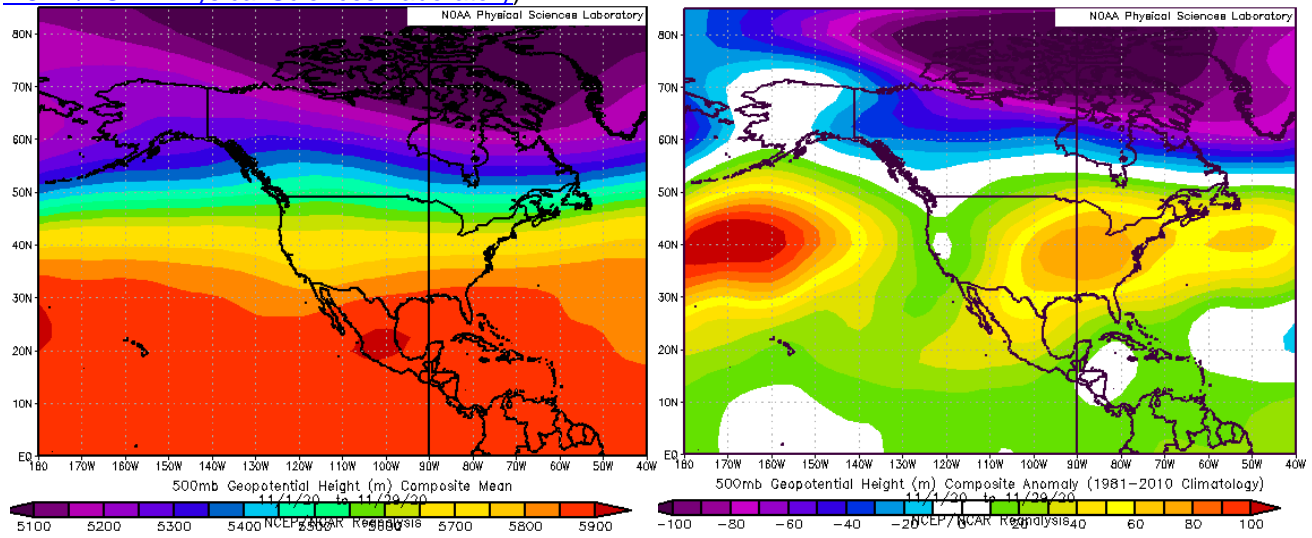 NOAA Physical Sciences Laboratory
80N
70N
60N
50N
40N
30N
20N
10N
EQ
180 170W 160W 150W 140W 130W 120W 110W 100W 90W 80W 70W 60W 50W 40W
500mb Geopotential Height (m) Composite Mean
11/1/20 to 11/29/20
NCEP/NCAR Reanalysis
5100 5200 5300 5400 5700 5800 5900
NOAA Physical Sciences Laboratory
80N
70N
60N
50N
40N
30N
20N
10N
EQ
180 170W 160W 150W 140W 130W 120W 110W 100W 90W 80W 70W 60W 50W 40W
500mb Geopotential Height (m) Composite Anomaly (1981-2010 Climatology)
11/1/20 to 11/29/20
NCEP/NCAR Reanalysis
-100 -80 -60 -40 -20 0 20 40 60 80 100